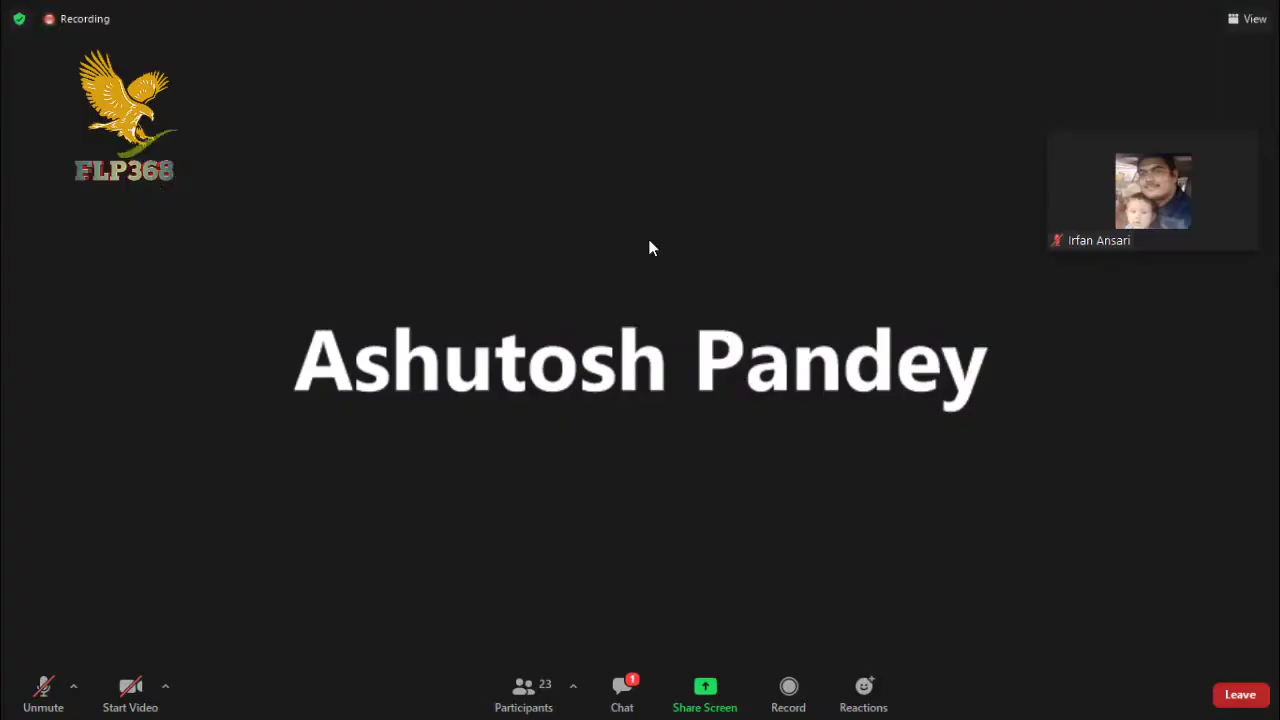 Recording
View
FLP368
Irfan Ansari
Ashutosh Pandey
23
1
Unmute
Start Video
Participants
Chat
Share Screen
Record
Reactions
Leave